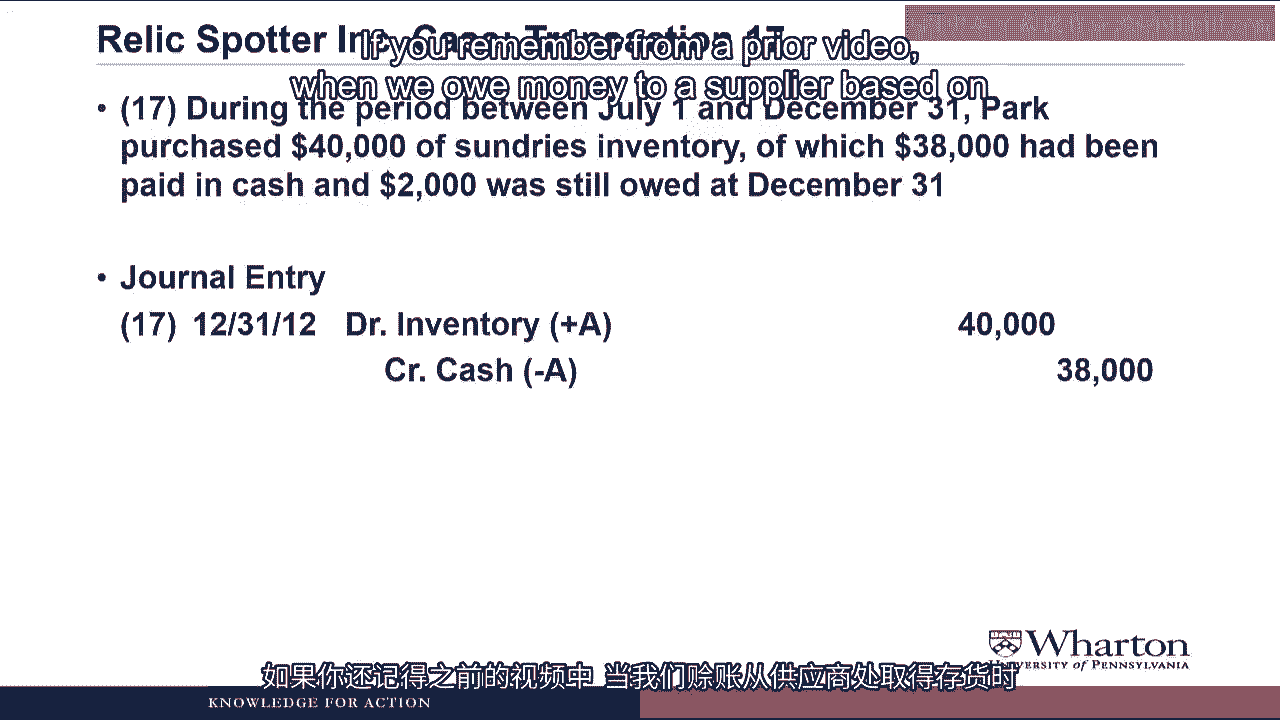 Relic Spotter Inc. Case: Transaction 17
If you remember from a prior video,
when we owe money to a supplier based on
• (17) During the period between July 1 and December 31, Park
purchased $40,000 of sundries inventory, of which $38,000 had been
paid in cash and $2,000 was still owed at December 31
• Journal Entry
(17) 12/31/12 Dr. Inventory (+A) 40,000
Cr. Cash (-A) 38,000
Wharton
UNIVERSITY of PENNSYLVANIA
如果你还记得之前的视频中 当我们赊账从供应商处取得存货时
KNOWLEDGE FOR ACTION